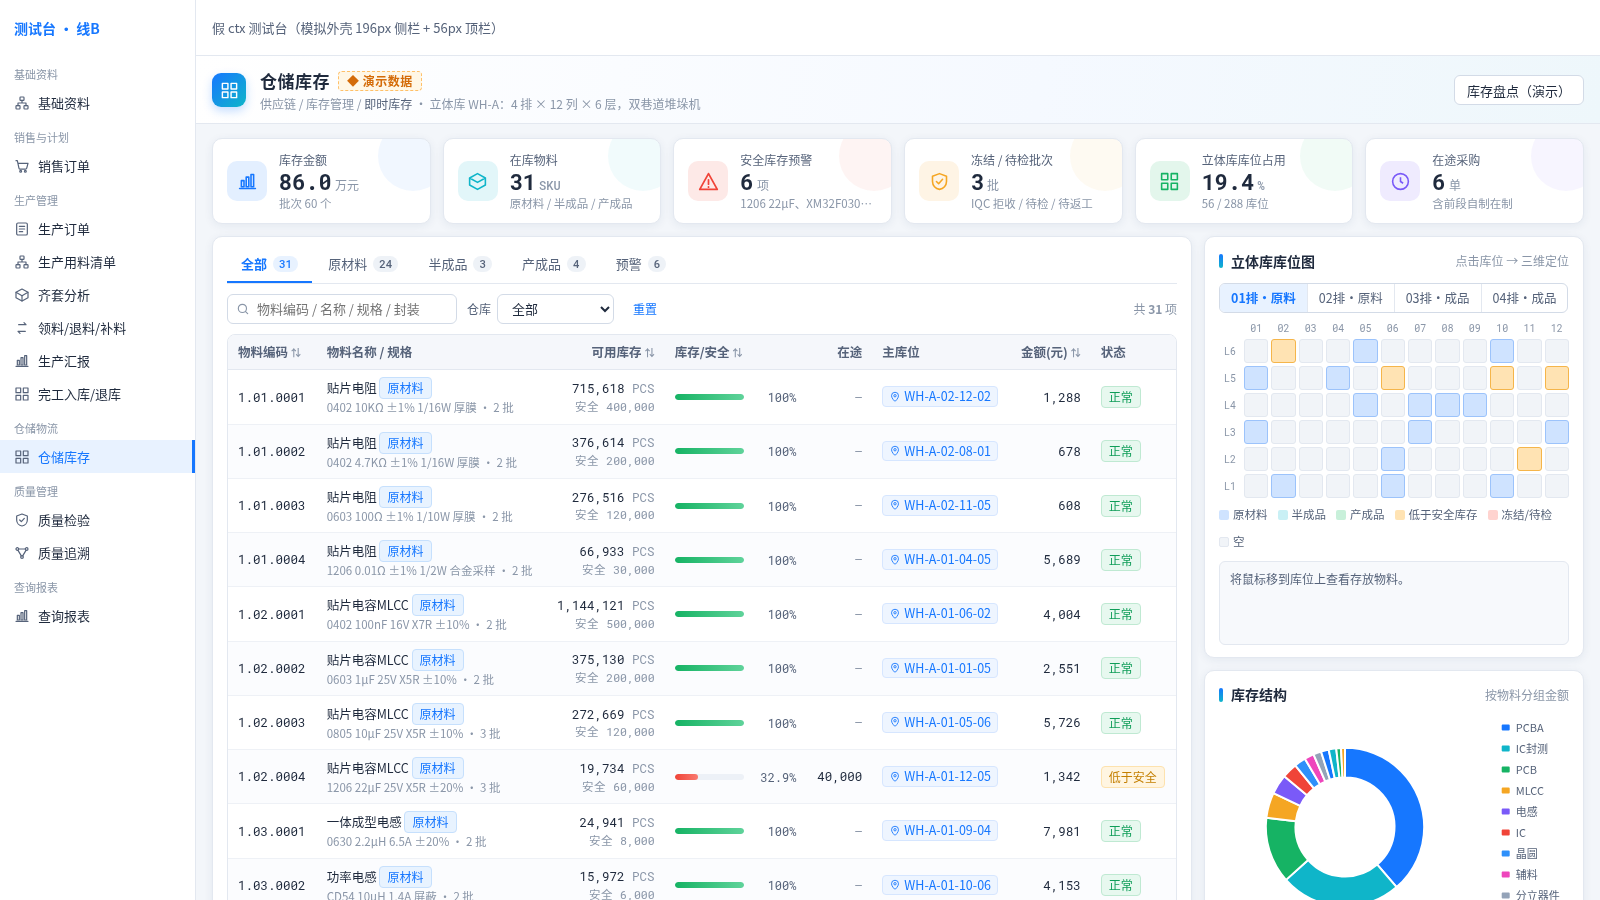 测试台 · 线B
基础资料
基础资料
销售与计划
销售订单
生产管理
生产订单
生产用料清单
齐套分析
领料/退料/补料
生产汇报
完工入库/退库
仓储物流
仓储库存
质量管理
质量检验
质量追溯
查询报表
查询报表
假 ctx 测试台（模拟外壳 196px 侧栏 + 56px 顶栏）
仓储库存 ◆ 演示数据
供应链 / 库存管理 / 即时库存 · 立体库 WH-A：4 排 × 12 列 × 6 层，双巷道堆垛机
库存盘点（演示）
库存金额
86.0 万元
批次 60 个
在库物料
31 SKU
原材料 / 半成品 / 产成品
安全库存预警
6 项
1206 22μF、XM32F030···
冻结 / 待检批次
3 批
IQC 拒收 / 待检 / 待返工
立体库库位占用
19.4 %
56 / 288 库位
在途采购
6 单
含前段自制在制
全部 31 原材料 24 半成品 3 产成品 4 预警 6
物料编码 / 名称 / 规格 / 封装 仓库 全部 重置 共 31 项
物料编码 物料名称 / 规格 可用库存 库存/安全 在途 主库位 金额(元) 状态
1.01.0001 贴片电阻 原材料 715,618 PCS 100% — WH-A-02-12-02 1,288 正常
0402 10KΩ ±1% 1/16W 厚膜 · 2 批 安全 400,000
1.01.0002 贴片电阻 原材料 376,614 PCS 100% — WH-A-02-08-01 678 正常
0402 4.7KΩ ±1% 1/16W 厚膜 · 2 批 安全 200,000
1.01.0003 贴片电阻 原材料 276,516 PCS 100% — WH-A-02-11-05 608 正常
0603 100Ω ±1% 1/10W 厚膜 · 2 批 安全 120,000
1.01.0004 贴片电阻 原材料 66,933 PCS 100% — WH-A-01-04-05 5,689 正常
1206 0.01Ω ±1% 1/2W 合金采样 · 2 批 安全 30,000
1.02.0001 贴片电容MLCC 原材料 1,144,121 PCS 100% — WH-A-01-06-02 4,004 正常
0402 100nF 16V X7R ±10% · 2 批 安全 500,000
1.02.0002 贴片电容MLCC 原材料 375,130 PCS 100% — WH-A-01-01-05 2,551 正常
0603 1μF 25V X5R ±10% · 2 批 安全 200,000
1.02.0003 贴片电容MLCC 原材料 272,669 PCS 100% — WH-A-01-05-06 5,726 正常
0805 10μF 25V X5R ±10% · 3 批 安全 120,000
1.02.0004 贴片电容MLCC 原材料 19,734 PCS 32.9% 40,000 WH-A-01-12-05 1,342 低于安全
1206 22μF 25V X5R ±20% · 3 批 安全 60,000
1.03.0001 一体成型电感 原材料 24,941 PCS 100% — WH-A-01-09-04 7,981 正常
0630 2.2μH 6.5A ±20% · 2 批 安全 8,000
1.03.0002 功率电感 原材料 15,972 PCS 100% — WH-A-01-10-06 4,153 正常
CD54 10μH 1.4A 屏蔽 · 2 批 安全 6,000
立体库库位图 点击库位 → 三维定位
01排·原料 02排·原料 03排·成品 04排·成品
01 02 03 04 05 06 07 08 09 10 11 12
L6
L5
L4
L3
L2
L1
原材料 半成品 产成品 低于安全库存 冻结/待检
空
将鼠标移到库位上查看存放物料。
库存结构 按物料分组金额
PCBA
IC封测
PCB
MLCC
电感
IC
晶圆
辅料
分立器件